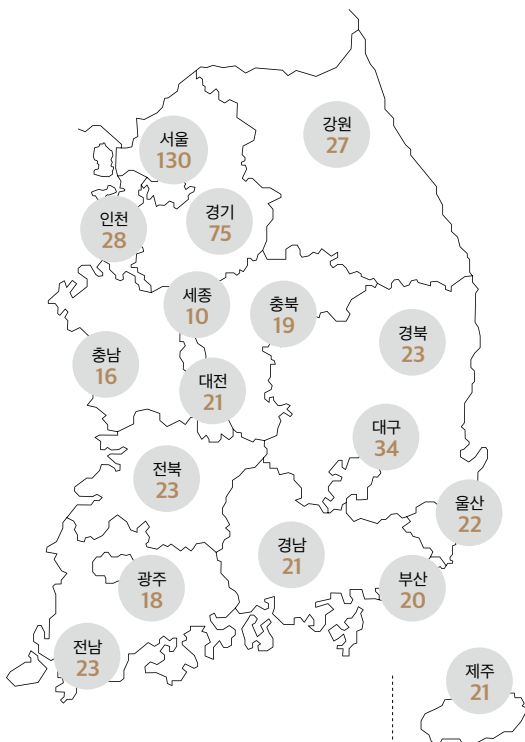 강원
27
서울
130
경기
75
인천
28
세종
10
충북
19
경북
23
충남
16
대전
21
대구
34
전북
23
울산
22
경남
21
광주
18
부산
20
전남
23
제주
21